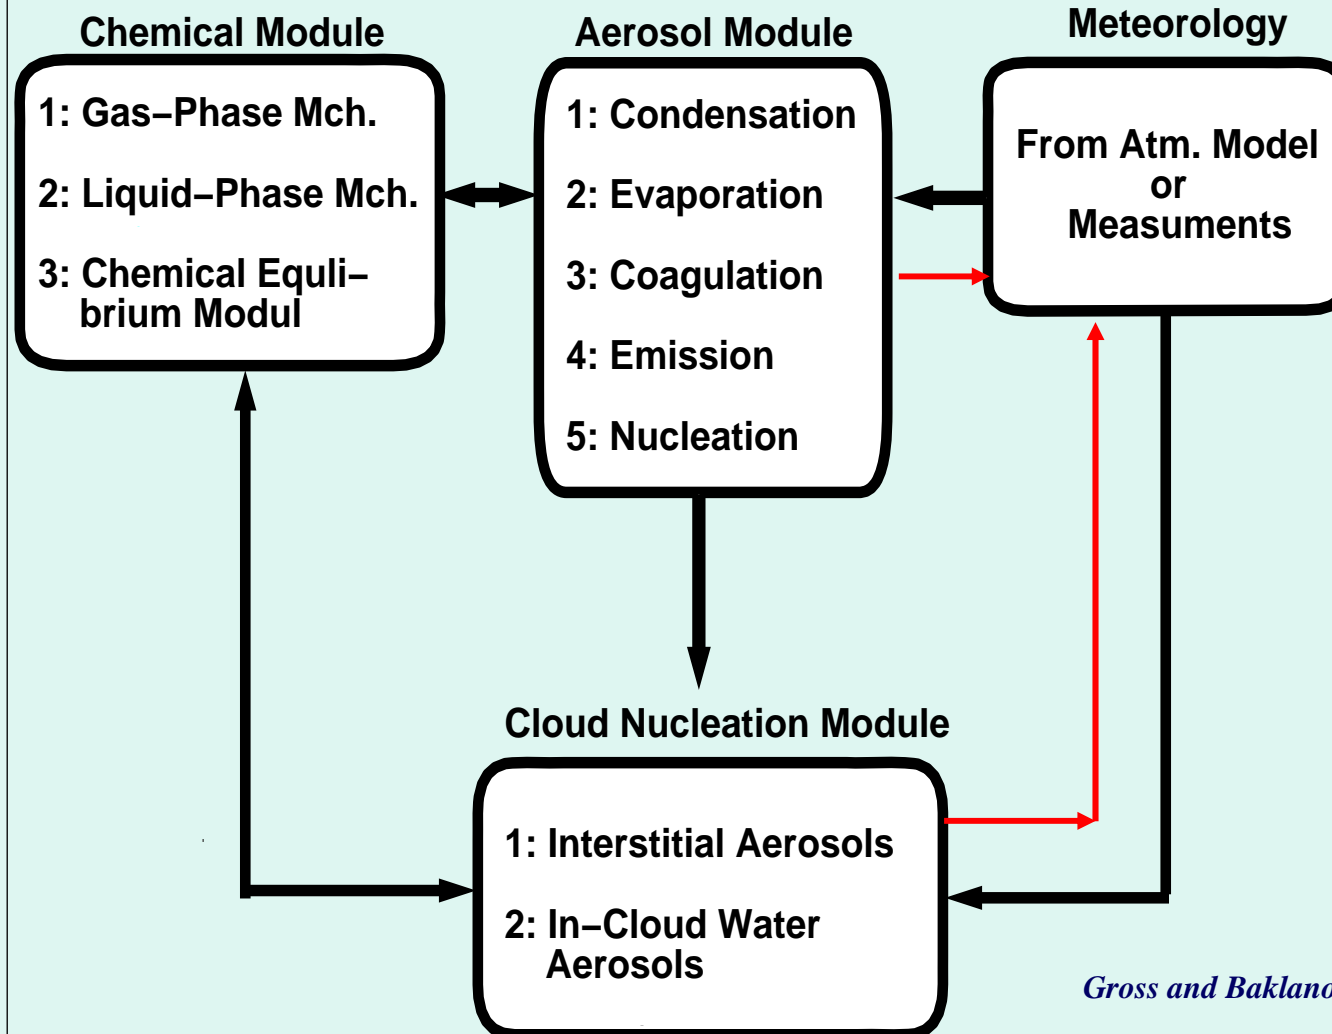 Chemical Module
1: Gas–Phase Mch.
2: Liquid–Phase Mch.
3: Chemical Equli–
brium Modul
Aerosol Module
1: Condensation
2: Evaporation
3: Coagulation
4: Emission
5: Nucleation
Meteorology
From Atm. Model
or
Measuments
Cloud Nucleation Module
1: Interstitial Aerosols
2: In–Cloud Water
Aerosols
Gross and Baklano